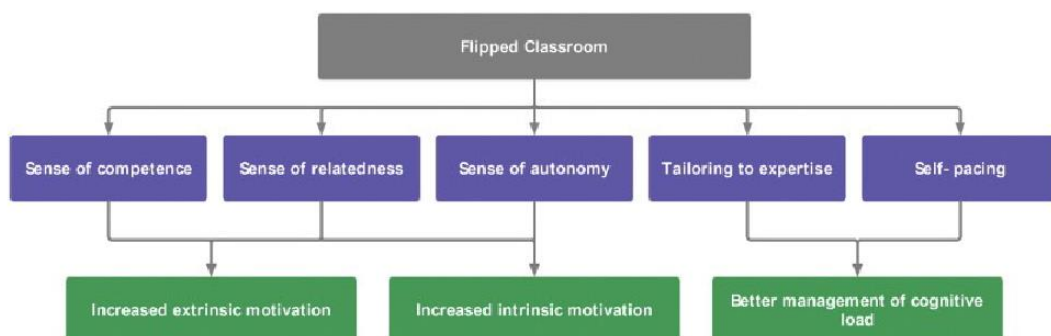 Flipped Classroom
Sense of competence
Sense of relatedness
Sense of autonomy
Tailoring to expertise
Self- pacing
Increased extrinsic motivation
Increased intrinsic motivation
Better management of cognitive
load